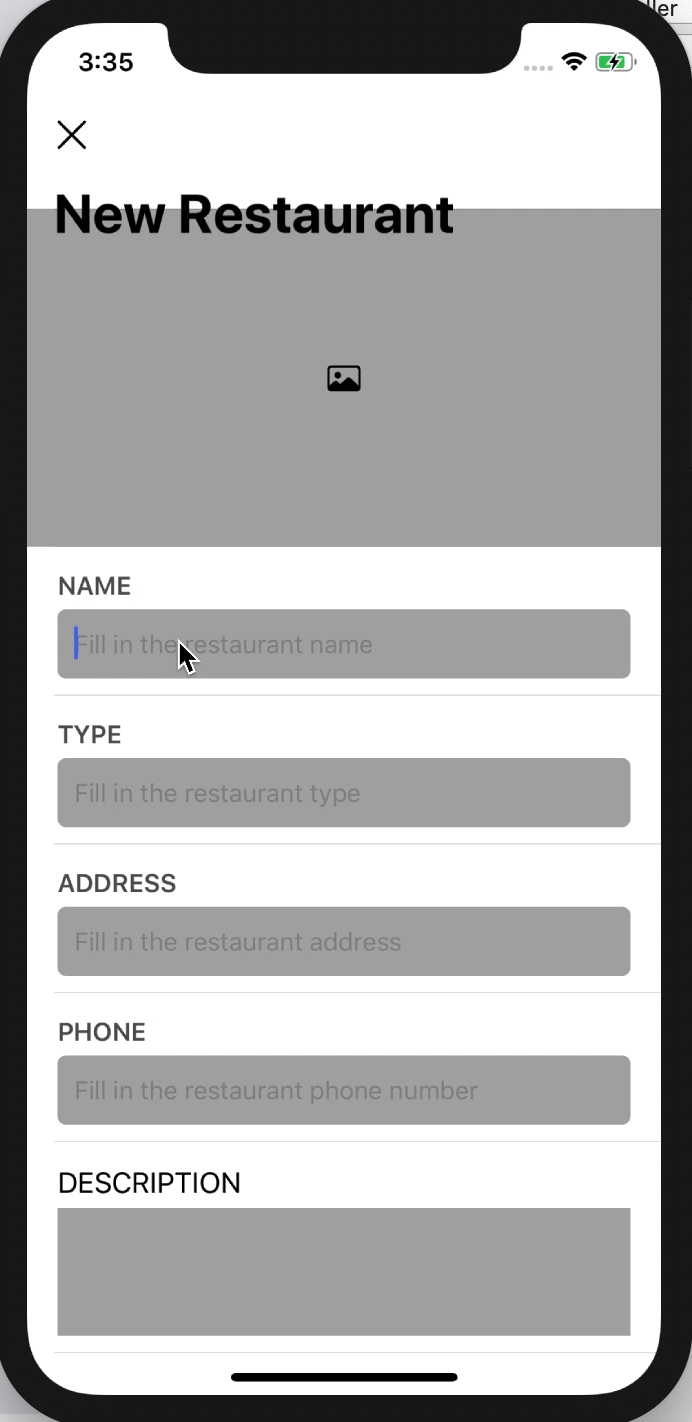 ller
3:35
New Restaurant
NAME
Fill in the restaurant name
TYPE
Fill in the restaurant type
ADDRESS
Fill in the restaurant address
PHONE
Fill in the restaurant phone number
DESCRIPTION